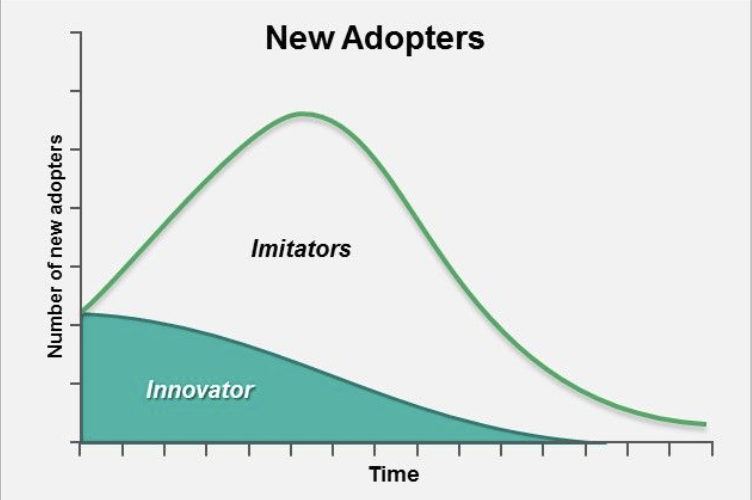 New Adopters
Number of new adopters
Imitators
Innovator
Time